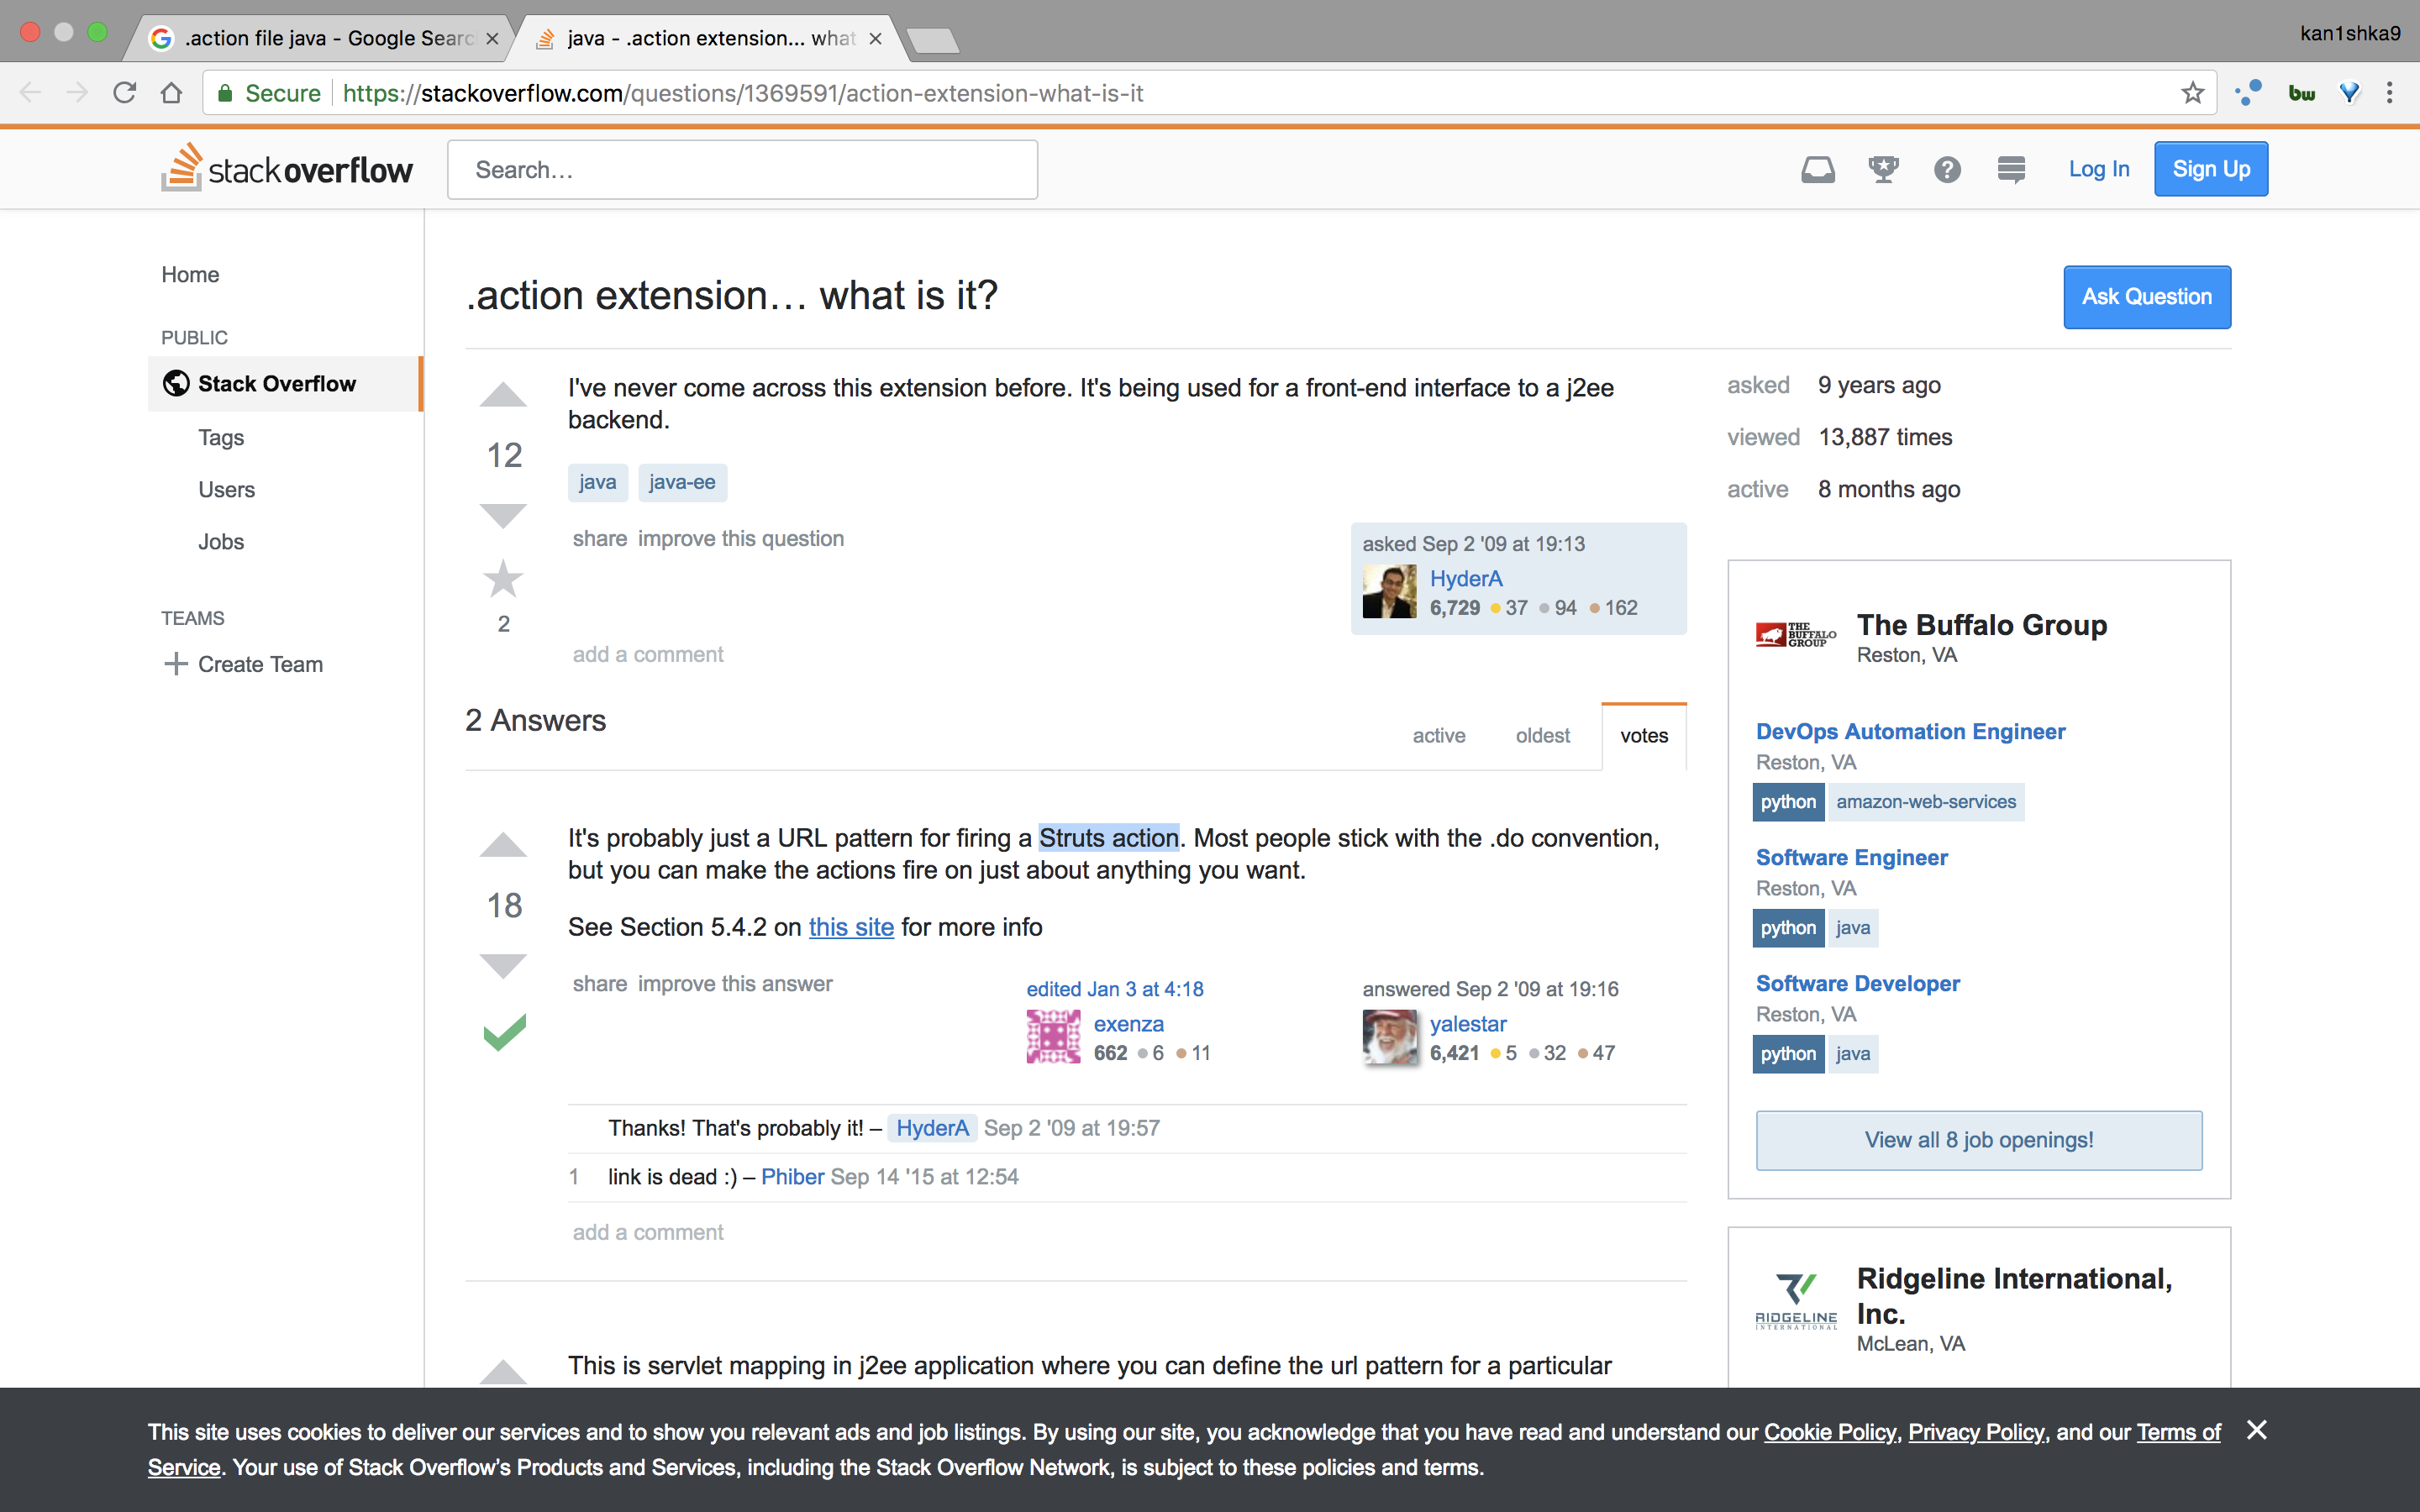 .action file java - Google Searc
java - .action extension... what
kan1shka9
Secure
https://stackoverflow.com/questions/1369591/action-extension-what-is-it
bw
stackoverflow
Search…
?
Log In
Sign Up
Home
PUBLIC
Stack Overflow
Tags
Users
Jobs
TEAMS
Create Team
.action extension… what is it?
Ask Question
12
2
I've never come across this extension before. It's being used for a front-end interface to a j2ee
backend.
java
java-ee
share improve this question
asked Sep 2 '09 at 19:13
HyderA
6,729 37 94 162
add a comment
asked 9 years ago
viewed 13,887 times
active 8 months ago
2 Answers
active
oldest
votes
18
It's probably just a URL pattern for firing a Struts action. Most people stick with the .do convention,
but you can make the actions fire on just about anything you want.
See Section 5.4.2 on this site for more info
share improve this answer
edited Jan 3 at 4:18
exenza
662 6 11
answered Sep 2 '09 at 19:16
yalestar
6,421 5 32 47
Thanks! That's probably it! – HyderA Sep 2 '09 at 19:57
1 link is dead :) – Phiber Sep 14 '15 at 12:54
add a comment
This is servlet mapping in j2ee application where you can define the url pattern for a particular
THE
BUFFALO
GROUP
The Buffalo Group
Reston, VA
DevOps Automation Engineer
Reston, VA
python
amazon-web-services
Software Engineer
Reston, VA
python
java
Software Developer
Reston, VA
python
java
View all 8 job openings!
RIDGELINE
INTERNATIONAL
Ridgeline International,
Inc.
McLean, VA
This site uses cookies to deliver our services and to show you relevant ads and job listings. By using our site, you acknowledge that you have read and understand our Cookie Policy, Privacy Policy, and our Terms of
Service. Your use of Stack Overflow’s Products and Services, including the Stack Overflow Network, is subject to these policies and terms.